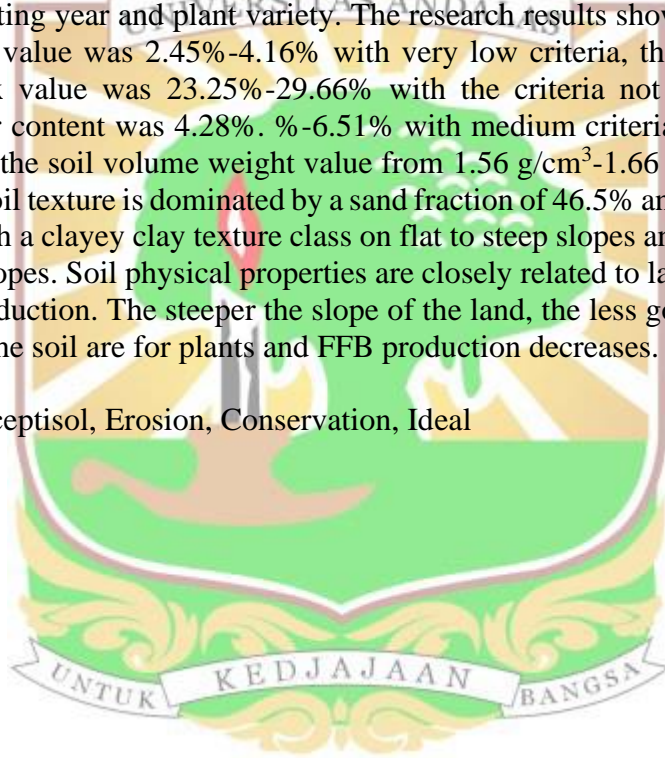 UNIVERSITAS ANDALAS
ting year and plant variety. The research results show
value was 2.45%-4.16% with very low criteria, th
value was 23.25%-29.66% with the criteria not
content was 4.28%. %-6.51% with medium criteria
the soil volume weight value from 1.56 g/cm³-1.66
oil texture is dominated by a sand fraction of 46.5% an
h a clayey clay texture class on flat to steep slopes an
opes. Soil physical properties are closely related to la
duction. The steeper the slope of the land, the less go
he soil are for plants and FFB production decreases.
ceptisol, Erosion, Conservation, Ideal
UNTUK KEDJAJAAN BANGSA